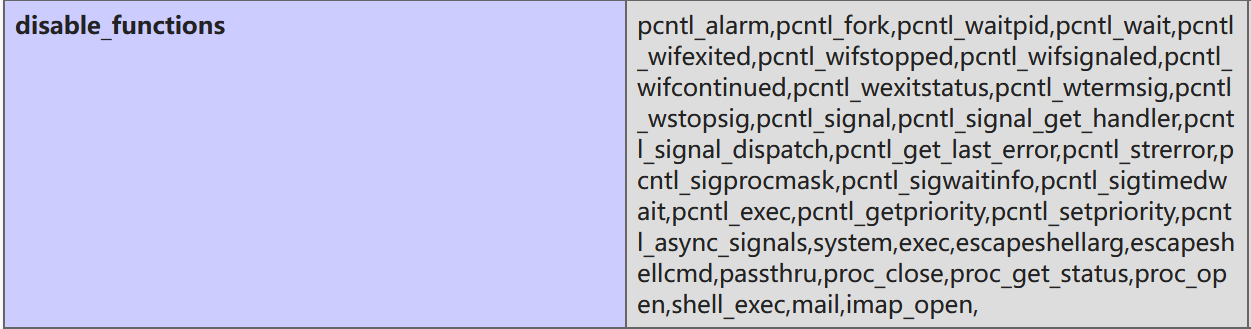 disable_functions
pcntl_alarm,pcntl_fork,pcntl_waitpid,pcntl_wait,pcntl
_wifexited,pcntl_wifstopped,pcntl_wifsignaled,pcntl_
wifcontinued,pcntl_wexitstatus,pcntl_wtermsig,pcntl
_wstopsig,pcntl_signal,pcntl_signal_get_handler,pcnt
l_signal_dispatch,pcntl_get_last_error,pcntl_strerror,p
cntl_sigprocmask,pcntl_sigwaitinfo,pcntl_sigtimedw
ait,pcntl_exec,pcntl_getpriority,pcntl_setpriority,pcnt
l_async_signals,system,exec,escapeshellarg,escapesh
ellcmd,passthru,proc_close,proc_get_status,proc_op
en,shell_exec,mail,imap_open,